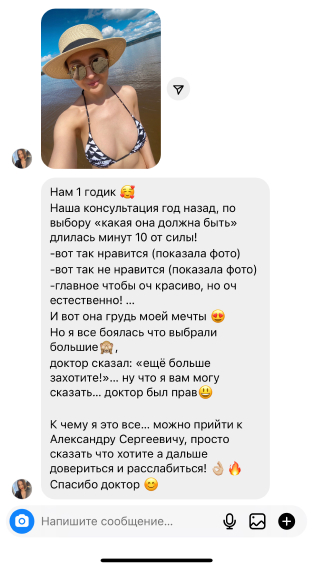 Нам 1 годик 🥰
Наша консультация год назад, по
выбору «какая она должна быть»
длилась минут 10 от силы!
-вот так нравится (показала фото)
-вот так не нравится (показала фото)
-главное чтобы оч красиво, но оч
естественно! ...
И вот она грудь моей мечты 😍
Но я все боялась что выбрали
большие🙈,
доктор сказал: «ещё больше
захотите!»... ну что я вам могу
сказать... доктор был прав😃
К чему я это все... можно прийти к
Александру Сергеевичу, просто
сказать что хотите а дальше
довериться и расслабиться! 👌🏻🔥
Спасибо доктор 😊
Напишите сообщение...